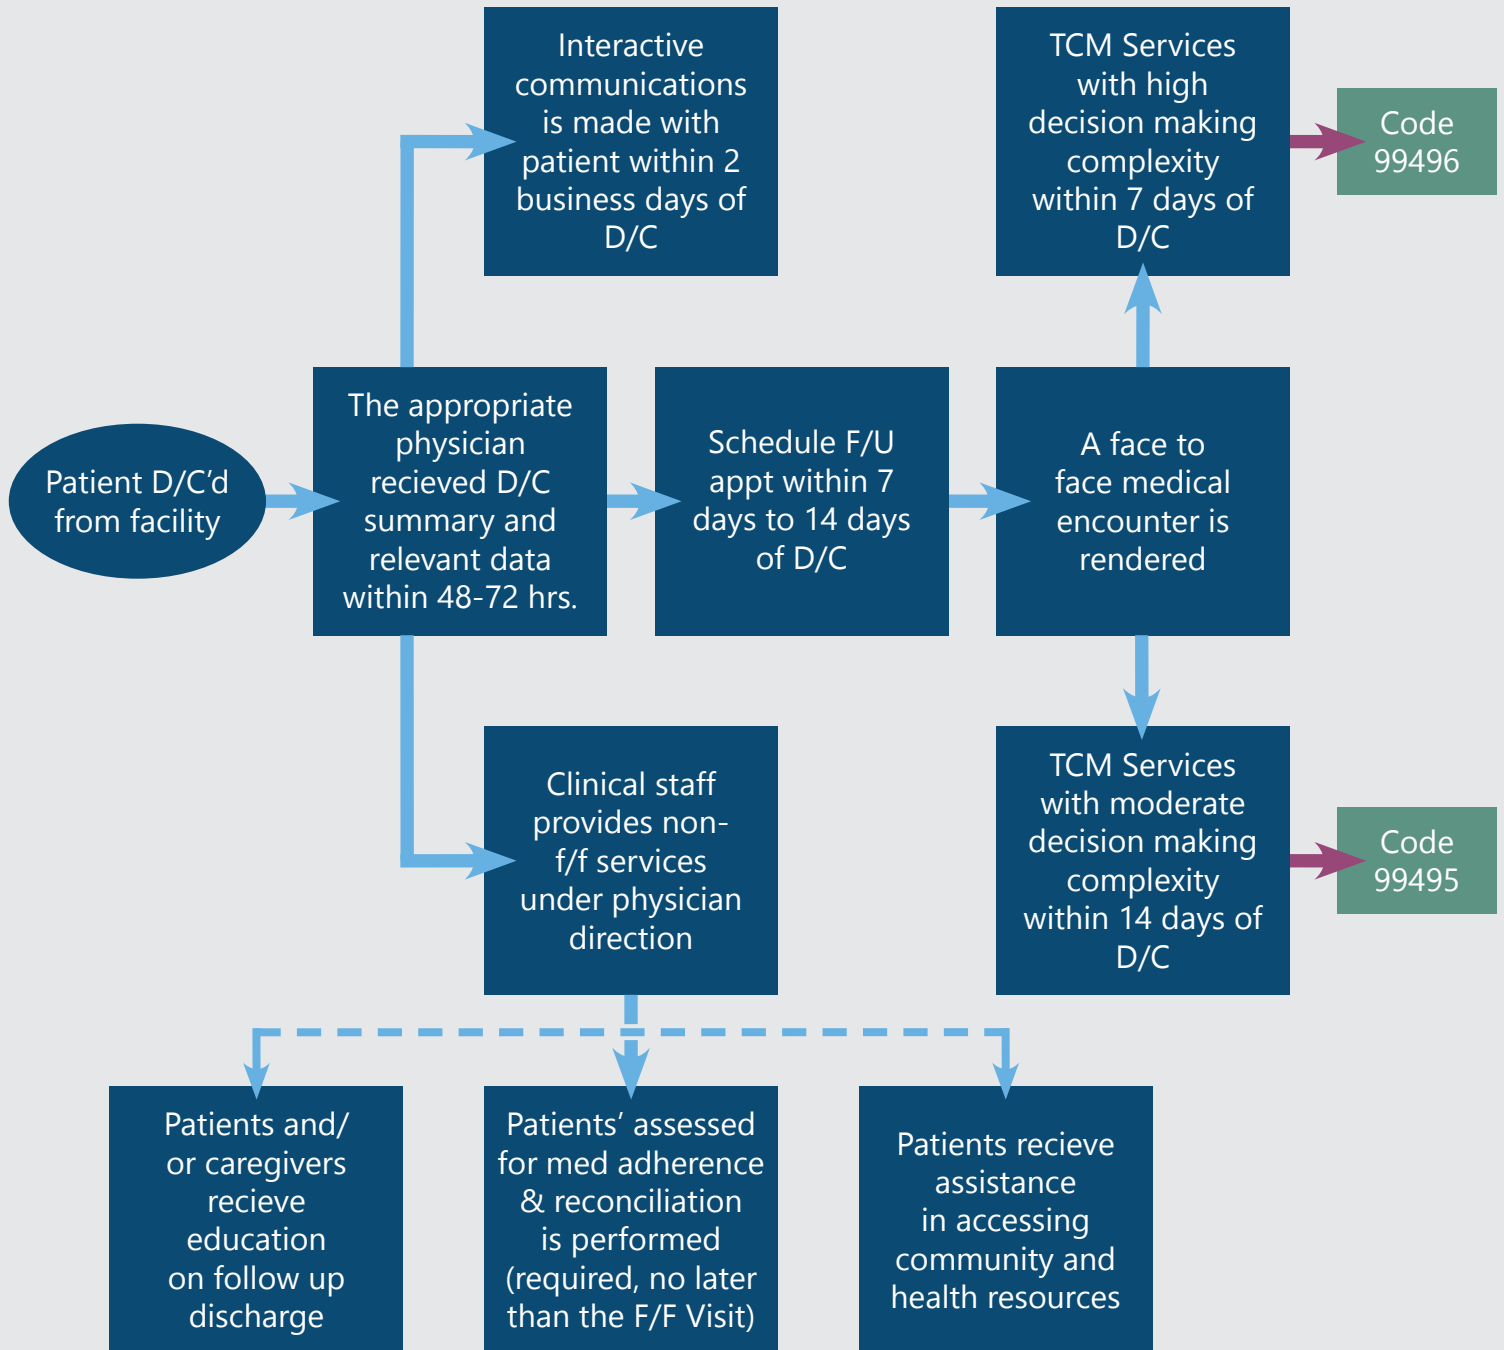 Interactive
communications
is made with
patient within 2
business days of
D/C
TCM Services
with high
decision making
complexity
within 7 days of
D/C
Code
99496
Patient D/C’d
from facility
The appropriate
physician
recieved D/C
summary and
relevant data
within 48-72 hrs.
Schedule F/U
appt within 7
days to 14 days
of D/C
A face to
face medical
encounter is
rendered
Clinical staff
provides non-
f/f services
under physician
direction
TCM Services
with moderate
decision making
complexity
within 14 days of
D/C
Code
99495
Patients and/
or caregivers
recieve
education
on follow up
discharge
Patients’ assessed
for med adherence
& reconciliation
is performed
(required, no later
than the F/F Visit)
Patients recieve
assistance
in accessing
community and
health resources